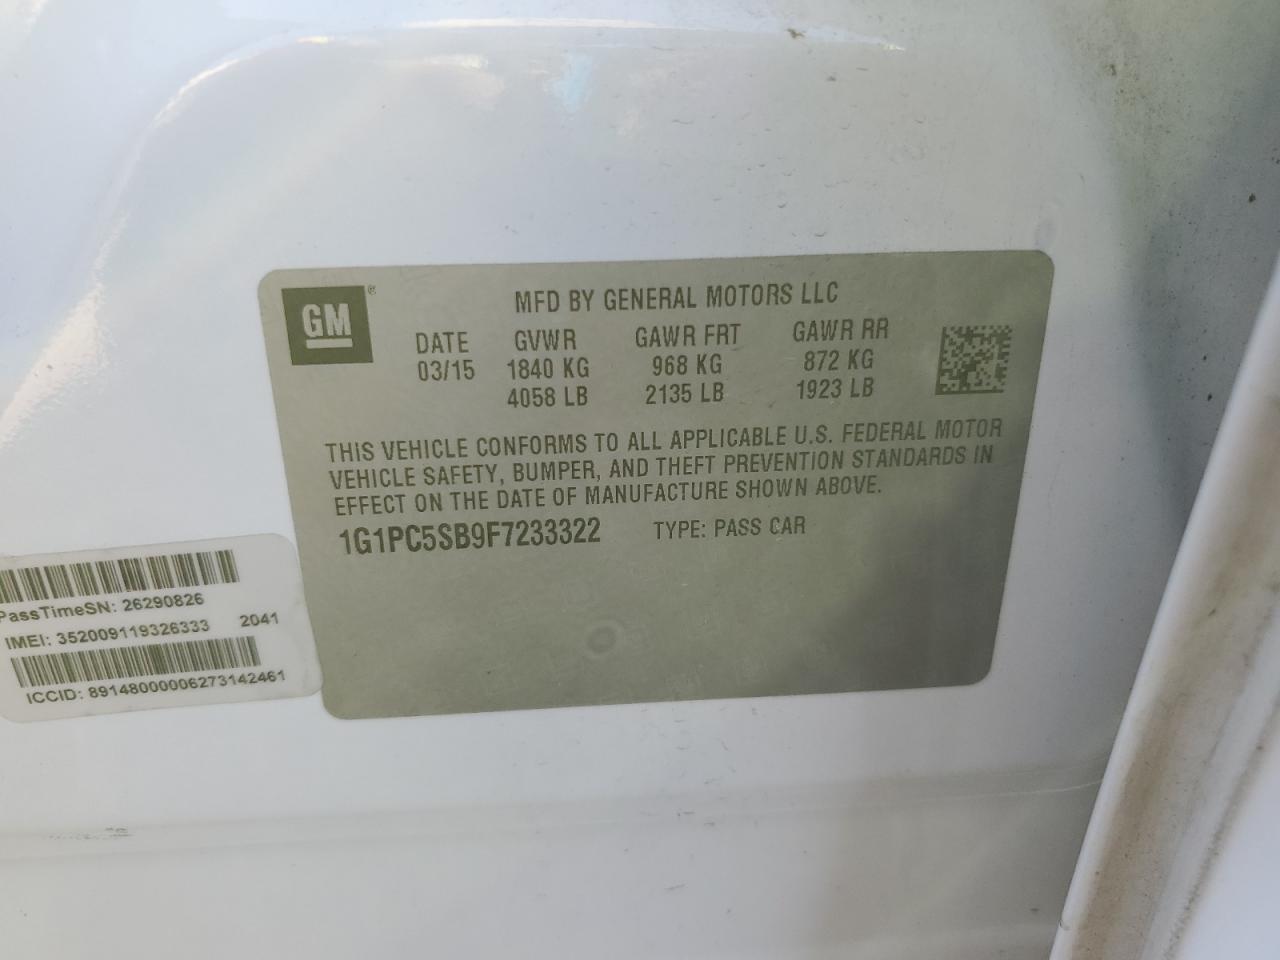 GM®
MFD BY GENERAL MOTORS LLC
DATE GVWR GAWR FRT GAWR RR
03/15 1840 KG 968 KG 872 KG
4058 LB 2135 LB 1923 LB
THIS VEHICLE CONFORMS TO ALL APPLICABLE U.S. FEDERAL MOTOR
VEHICLE SAFETY, BUMPER, AND THEFT PREVENTION STANDARDS IN
EFFECT ON THE DATE OF MANUFACTURE SHOWN ABOVE.
1G1PC5SB9F7233322 TYPE: PASS CAR
PassTimeSN: 26290826
IMEI: 352009119326333 2041
ICCID: 89148000006273142461